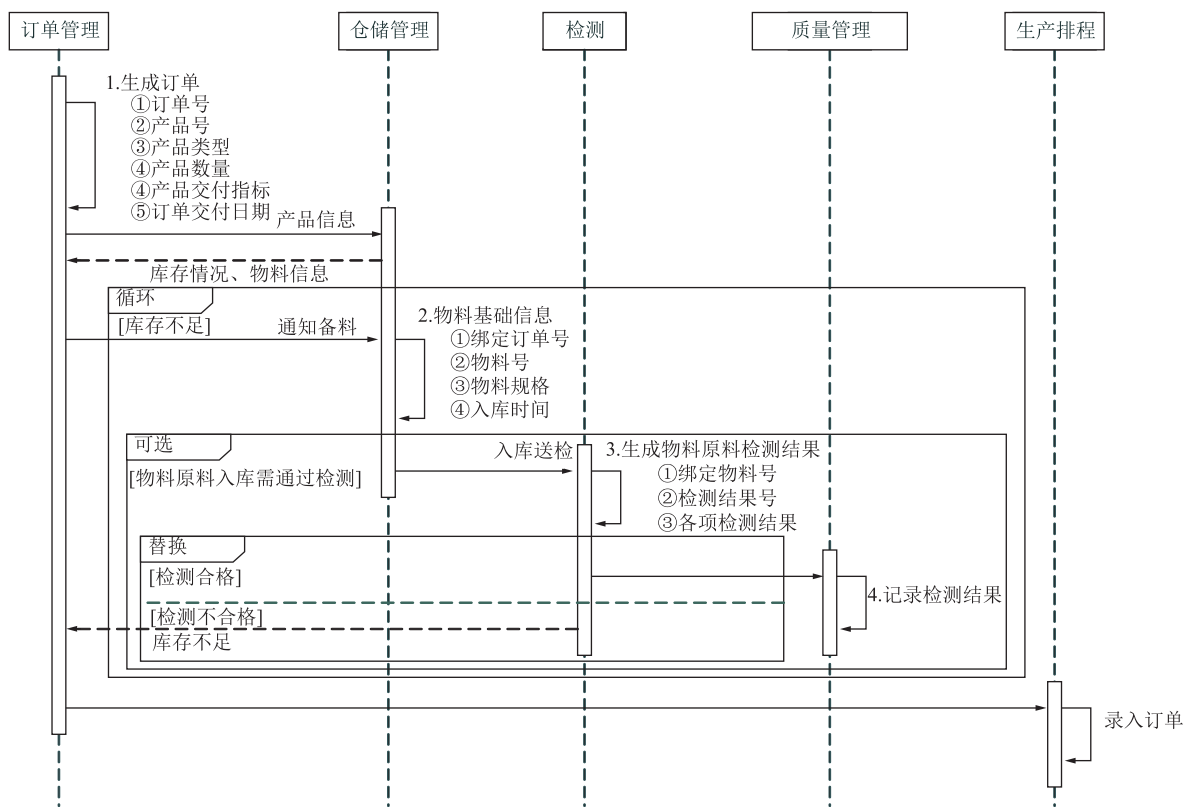 订单管理
仓储管理
检测
质量管理
生产排程
1.生成订单
①订单号
②产品号
③产品类型
④产品数量
④产品交付指标
⑤订单交付日期
产品信息
库存情况、物料信息
循环
[库存不足]
通知备料
2.物料基础信息
①绑定订单号
②物料号
③物料规格
④入库时间
可选
[物料原料入库需通过检测]
入库送检
3.生成物料原料检测结果
①绑定物料号
②检测结果号
③各项检测结果
替换
[检测合格]
4.记录检测结果
[检测不合格]
库存不足
录入订单